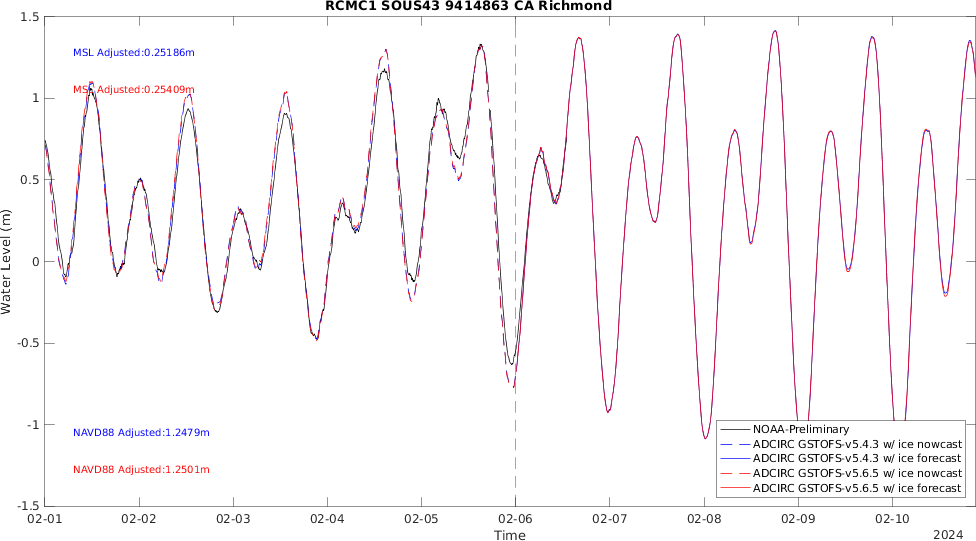 RCMC1 SOUS43 9414863 CA Richmond
1.5
MSL Adjusted:0.25186m
1
MSL Adjusted:0.25409m
0.5
Water Level (m)
0
-0.5
-1
NAVD88 Adjusted:1.2479m
NAVD88 Adjusted:1.2501m
-1.5
NOAA-Preliminary
ADCIRC GSTOFS-v5.4.3 w/ ice nowcast
ADCIRC GSTOFS-v5.4.3 w/ ice forecast
ADCIRC GSTOFS-v5.6.5 w/ ice nowcast
ADCIRC GSTOFS-v5.6.5 w/ ice forecast
02-01 02-02 02-03 02-04 02-05 02-06 02-07 02-08 02-09 02-10
Time
2024